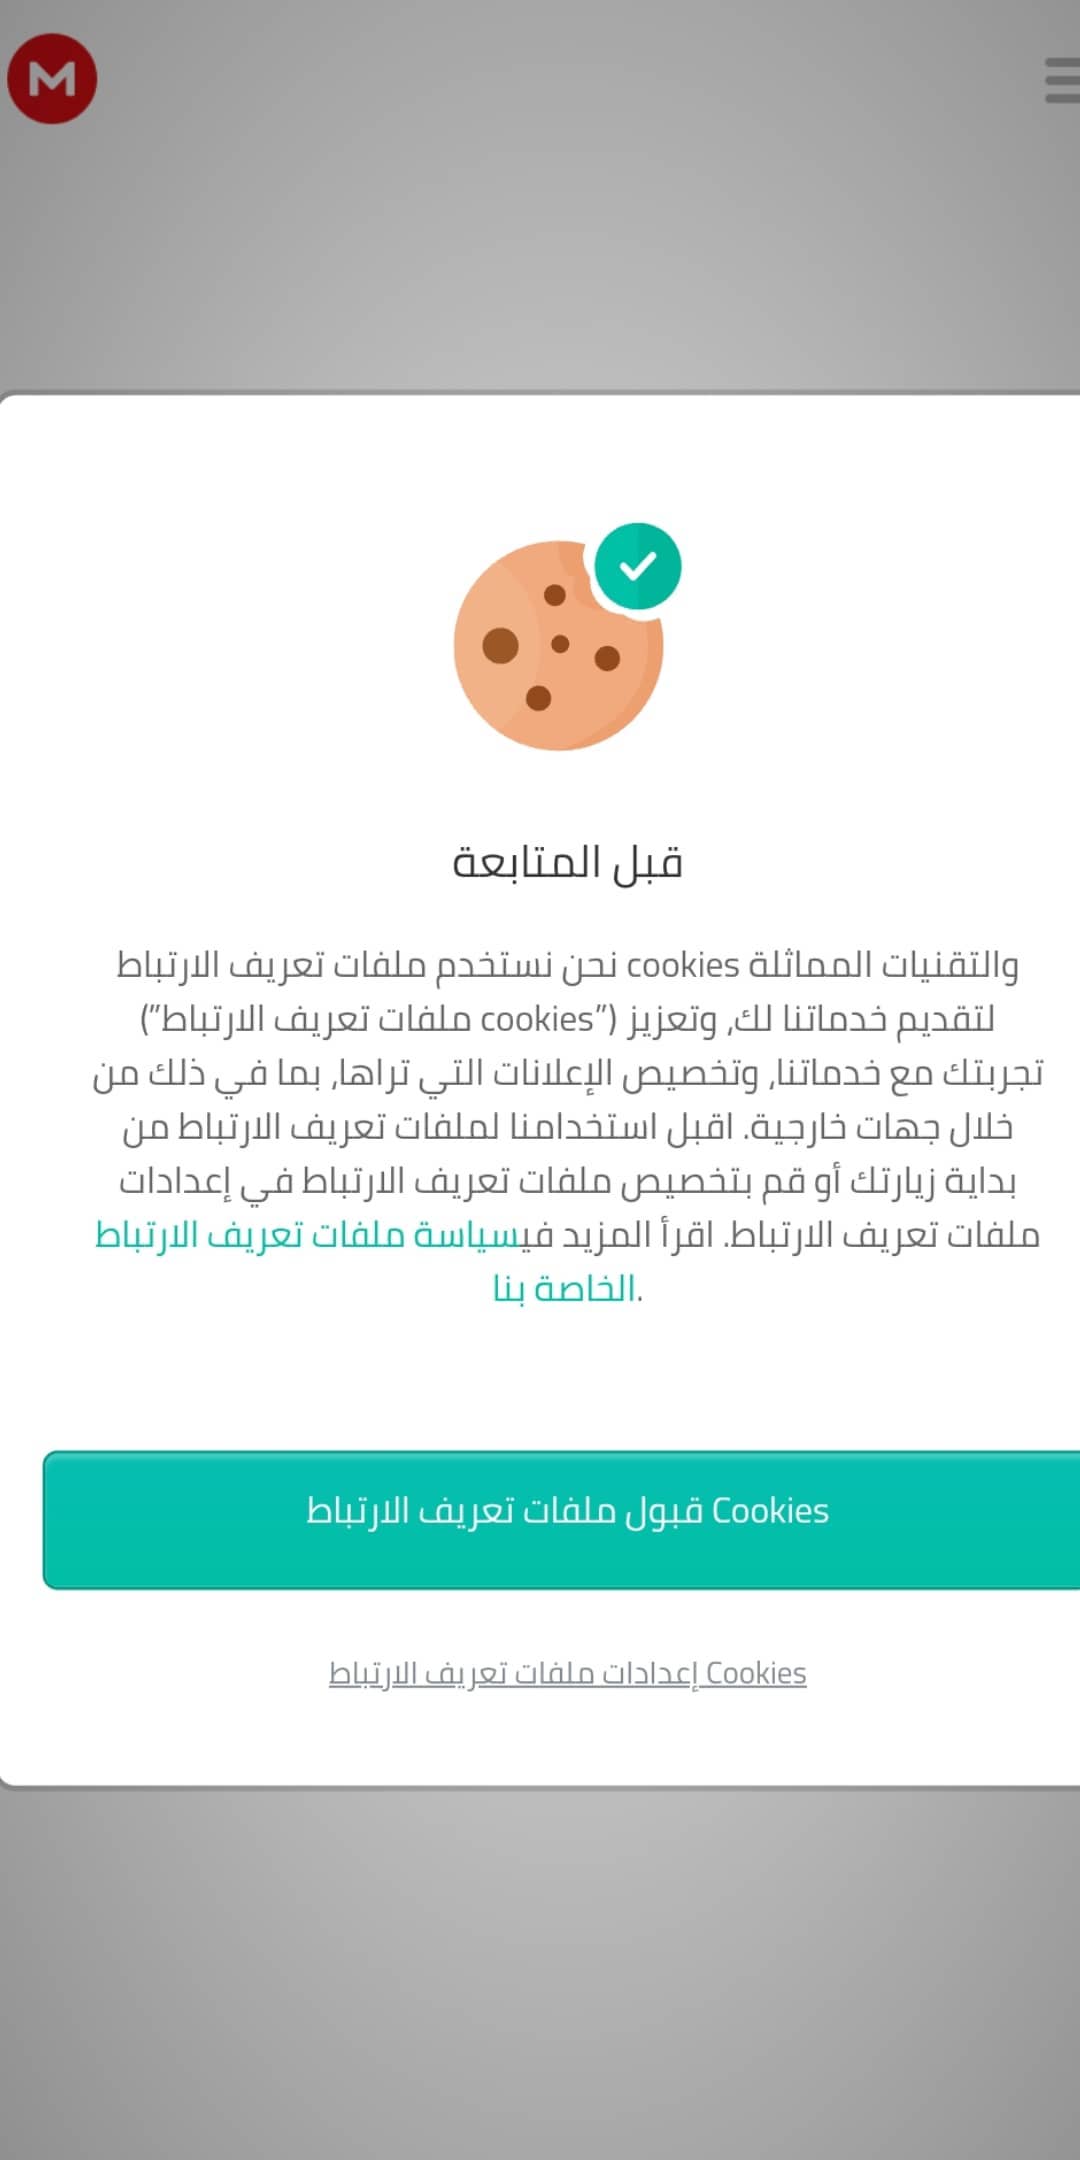 M
قبل المتابعة
نحن نستخدم ملفات تعريف الارتباط cookies والتقنيات المماثلة
("ملفات تعريف الارتباط cookies") لتقديم خدماتنا لك, وتعزيز
تجربتك مع خدماتنا, وتخصيص الإعلانات التي تراها, بما في ذلك من
خلال جهات خارجية. اقبل استخدامنا لملفات تعريف الارتباط من
بداية زيارتك أو قم بتخصيص ملفات تعريف الارتباط في إعدادات
ملفات تعريف الارتباط. اقرأ المزيد فيسياسة ملفات تعريف الارتباط
الخاصة بنا.
قبول ملفات تعريف الارتباط Cookies
إعدادات ملفات تعريف الارتباط Cookies